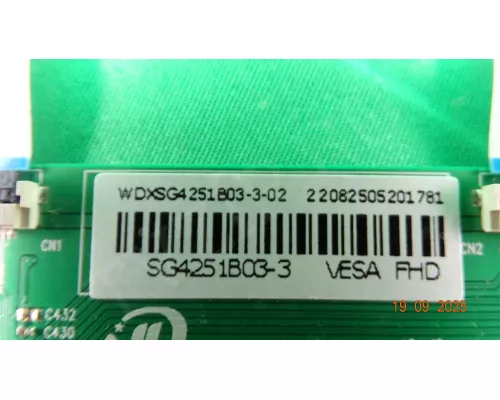 WDXSG4251B03-3-02 22082505201781
CN1
CN2
SG4251B03-3 VESA FHD
19 09 2025
C432
C430